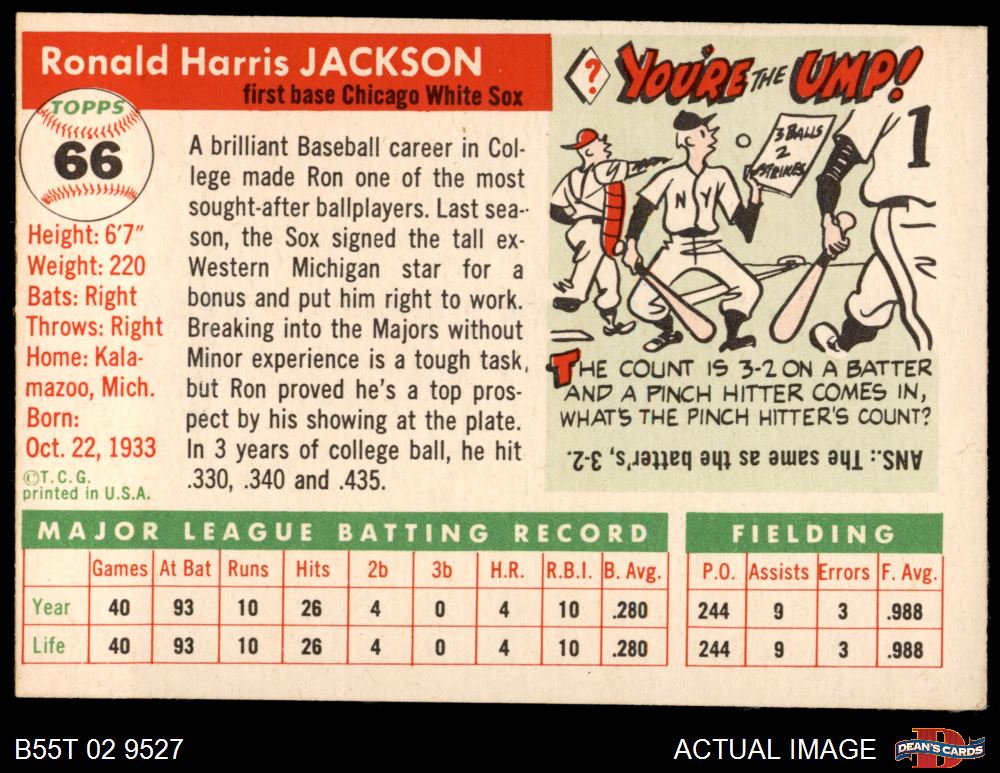 Ronald Harris JACKSON
first base Chicago White Sox
TOPPS
66
Height: 6'7"
Weight: 220
Bats: Right
Throws: Right
Home: Kala-
mazoo, Mich.
Born:
Oct. 22, 1933
©T.C.G.
printed in U.S.A.
A brilliant Baseball career in Col-
lege made Ron one of the most
sought-after ballplayers. Last sea-
son, the Sox signed the tall ex-
Western Michigan star for a
bonus and put him right to work.
Breaking into the Majors without
Minor experience is a tough task,
but Ron proved he's a top pros-
pect by his showing at the plate.
In 3 years of college ball, he hit
.330, .340 and .435.
? YOU'RE THE UMP!
3 BALLS
2
STRIKES
NY
1
THE COUNT IS 3-2 ON A BATTER
AND A PINCH HITTER COMES IN,
WHAT'S THE PINCH HITTER'S COUNT?
ANS.: The same as the batter's, 3-2.
MAJOR LEAGUE BATTING RECORD
Games At Bat Runs Hits 2b 3b H.R. R.B.I. B. Avg.
Year 40 93 10 26 4 0 4 10 .280
Life 40 93 10 26 4 0 4 10 .280
FIELDING
P.O. Assists Errors F. Avg.
244 9 3 .988
244 9 3 .988
B55T 02 9527
ACTUAL IMAGE
D
DEAN'S CARDS